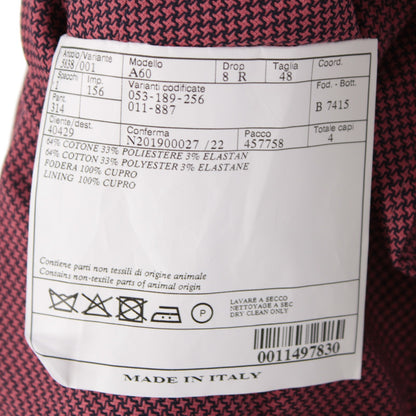 Articolo/Variante Modello Drop Taglia Coord.
5838/001 A60 8 R 48
Spacchi Imp. Varianti codificate Fod. - Bott.
1 156 053-189-256 B 7415
Part. 011-887
314
Cliente/dest. Conferma Pacco Totale capi
40429 N201900027 /22 457758 4
64% COTONE 33% POLIESTERE 3% ELASTAN
64% COTTON 33% POLYESTER 3% ELASTANE
FODERA 100% CUPRO
LINING 100% CUPRO
Contiene parti non tessili di origine animale
Contains non-textile parts of animal origin
P
LAVARE A SECCO
NETTOYAGE A SEC
DRY CLEAN ONLY
0011497830
MADE IN ITALY